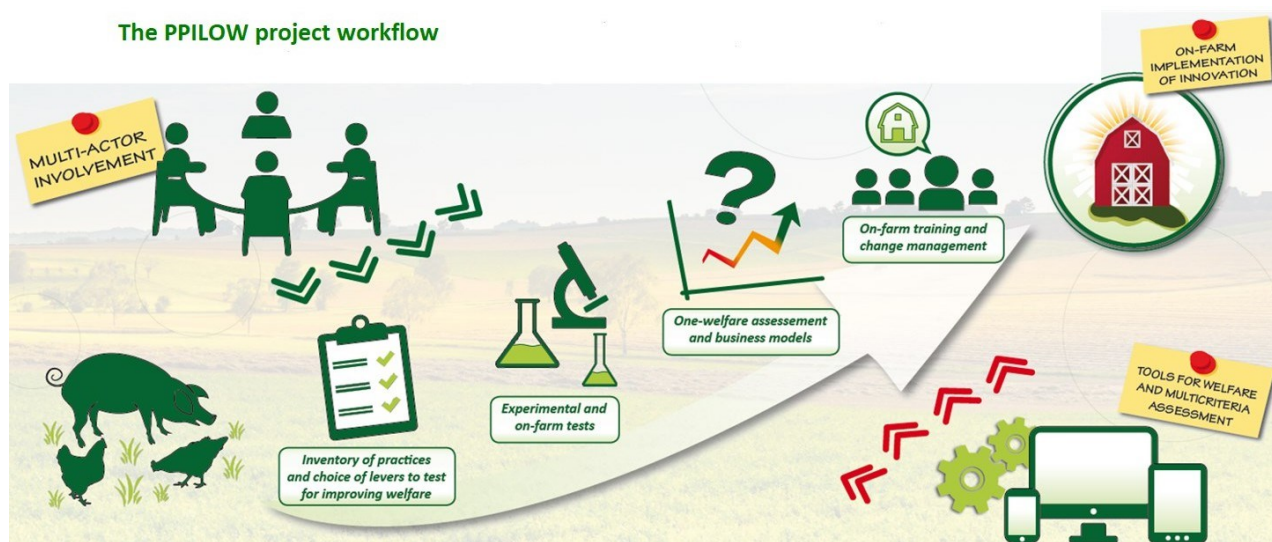 The PPILOW project workflow
MULTI-ACTOR
INVOLVEMENT
Inventory of practices
and choice of levers to test
for improving welfare
Experimental and
on-farm tests
?
One-welfare assessment
and business models
On-farm training and
change management
ON-FARM
IMPLEMENTATION
OF INNOVATION
TOOLS FOR WELFARE
AND MULTICRITERIA
ASSESSMENT